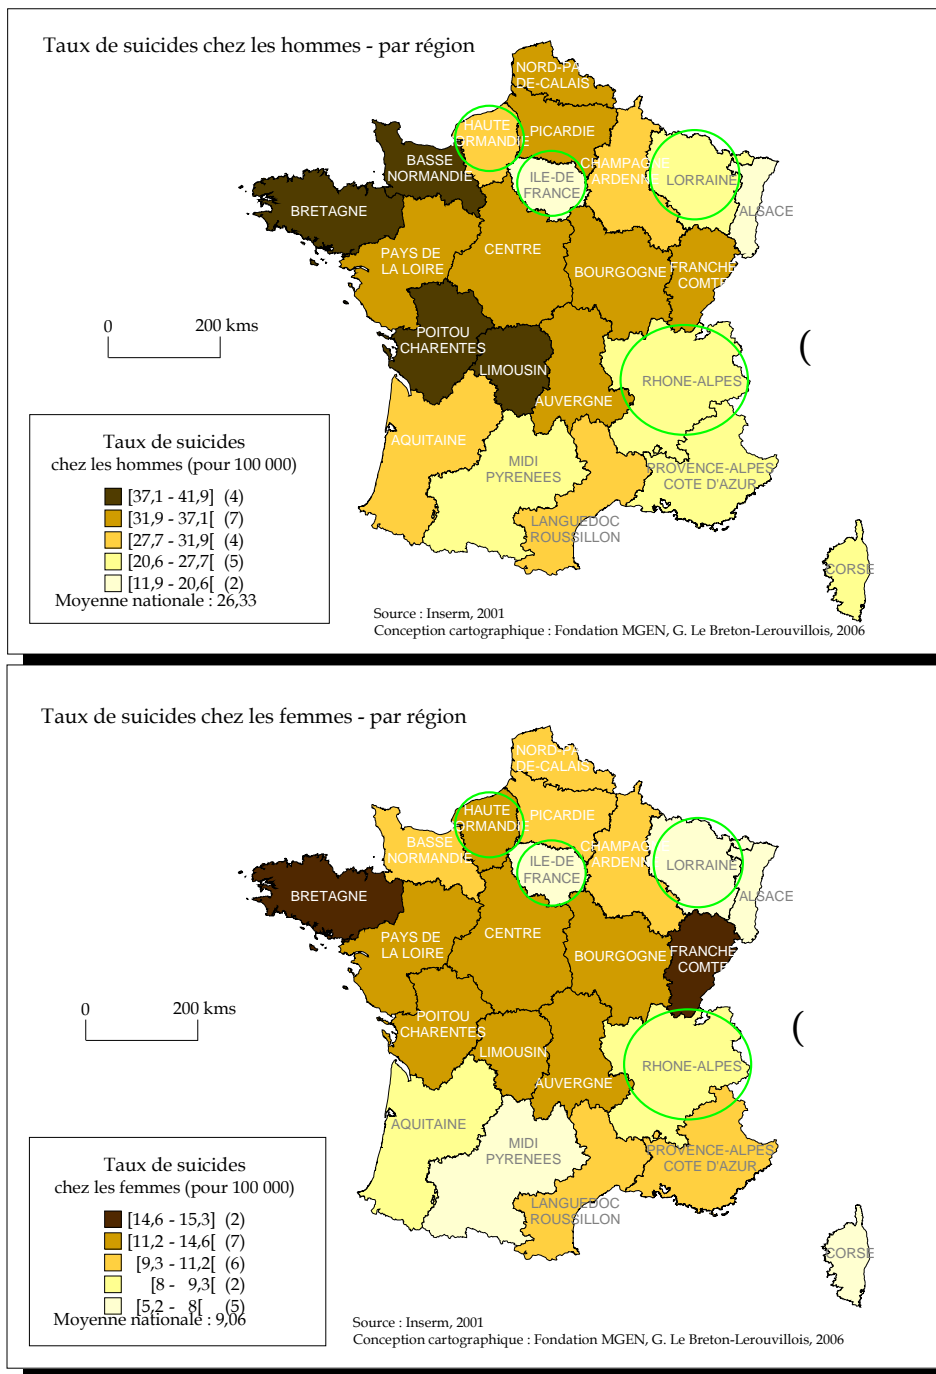 Taux de suicides chez les hommes - par région
NORD-PAS
DE-CALAIS
HAUTE
NORMANDIE
PICARDIE
BASSE
NORMANDIE
ILE-DE
FRANCE
CHAMPAGNE
ARDENNE
LORRAINE
ALSACE
BRETAGNE
PAYS DE
LA LOIRE
CENTRE
BOURGOGNE
FRANCHE
COMTE
0 200 kms
POITOU
CHARENTES
LIMOUSIN
AUVERGNE
RHONE-ALPES
(
AQUITAINE
MIDI
PYRENEES
PROVENCE-ALPES
COTE D'AZUR
LANGUEDOC
ROUSSILLON
CORSE
Taux de suicides
chez les hommes (pour 100 000)
[37,1 - 41,9] (4)
[31,9 - 37,1[ (7)
[27,7 - 31,9[ (4)
[20,6 - 27,7[ (5)
[11,9 - 20,6[ (2)
Moyenne nationale : 26,33
Source : Inserm, 2001
Conception cartographique : Fondation MGEN, G. Le Breton-Lerouvillois, 2006
Taux de suicides chez les femmes - par région
NORD-PAS
DE-CALAIS
HAUTE
NORMANDIE
PICARDIE
BASSE
NORMANDIE
ILE-DE
FRANCE
CHAMPAGNE
ARDENNE
LORRAINE
ALSACE
BRETAGNE
PAYS DE
LA LOIRE
CENTRE
BOURGOGNE
FRANCHE
COMTE
0 200 kms
POITOU
CHARENTES
LIMOUSIN
AUVERGNE
RHONE-ALPES
(
AQUITAINE
MIDI
PYRENEES
PROVENCE-ALPES
COTE D'AZUR
LANGUEDOC
ROUSSILLON
CORSE
Taux de suicides
chez les femmes (pour 100 000)
[14,6 - 15,3] (2)
[11,2 - 14,6[ (7)
[9,3 - 11,2[ (6)
[8 - 9,3[ (2)
[5,2 - 8[ (5)
Moyenne nationale : 9,06
Source : Inserm, 2001
Conception cartographique : Fondation MGEN, G. Le Breton-Lerouvillois, 2006